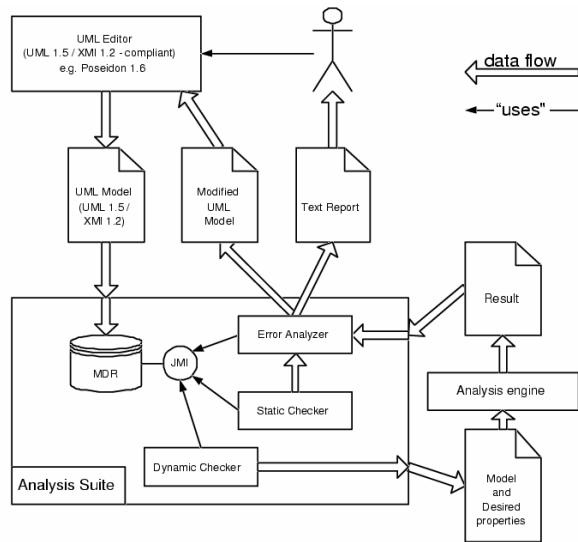 UML Editor
(UML 1.5 / XMI 1.2 - compliant)
e.g. Poseidon 1.6
data flow
"uses"
UML Model
(UML 1.5 /
XMI 1.2)
Modified
UML
Model
Text Report
Result
Error Analyzer
MDR
JMI
Analysis engine
Static Checker
Dynamic Checker
Model
and
Desired
properties
Analysis Suite